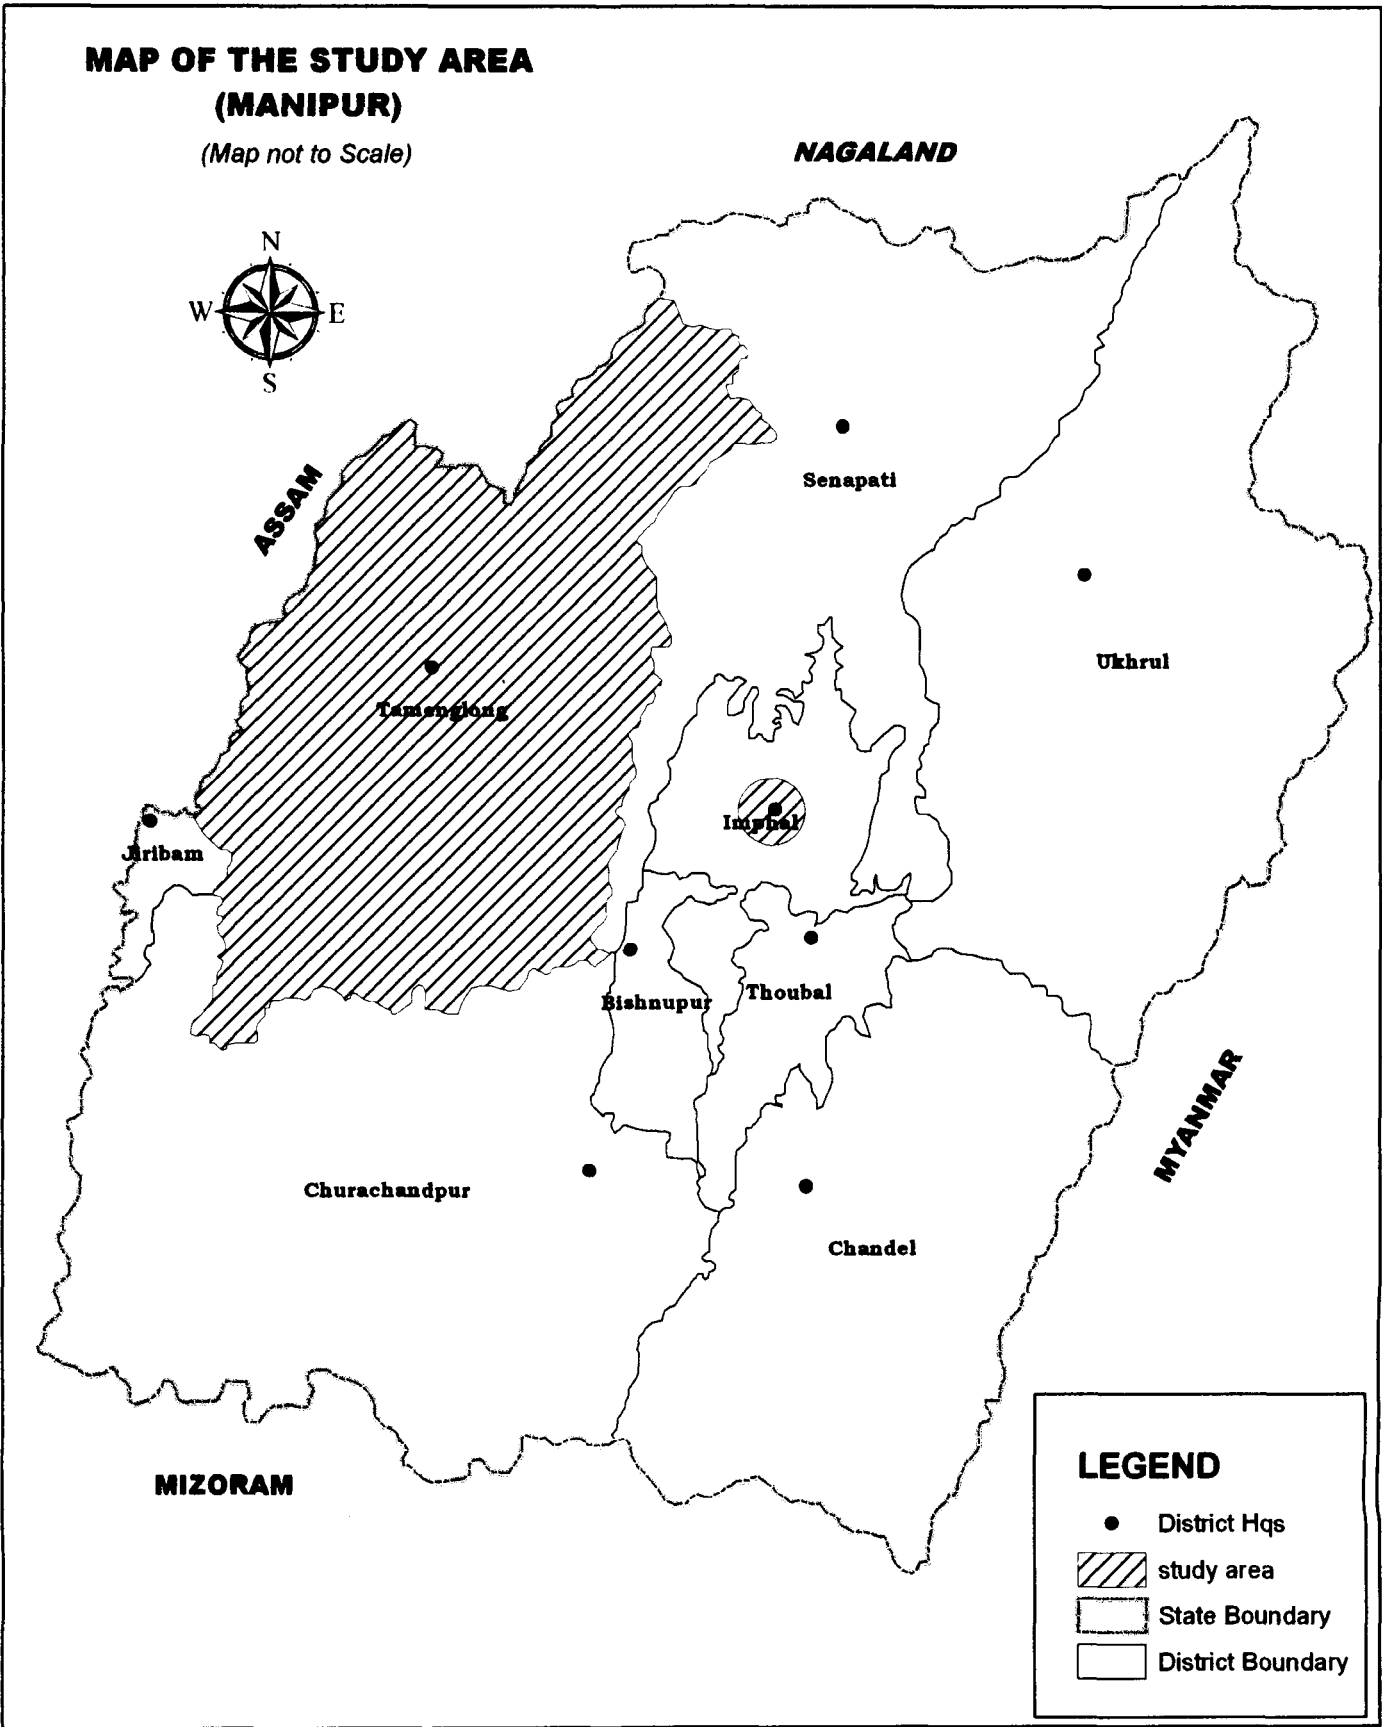 MAP OF THE STUDY AREA
(MANIPUR)
(Map not to Scale)
NAGALAND
N
W
E
S
ASSAM
Senapati
Ukhrul
Tamenglong
Imphal
Jiribam
Bishnupur
Thoubal
MYANMAR
Churachandpur
Chandel
MIZORAM
LEGEND
District Hqs
study area
State Boundary
District Boundary